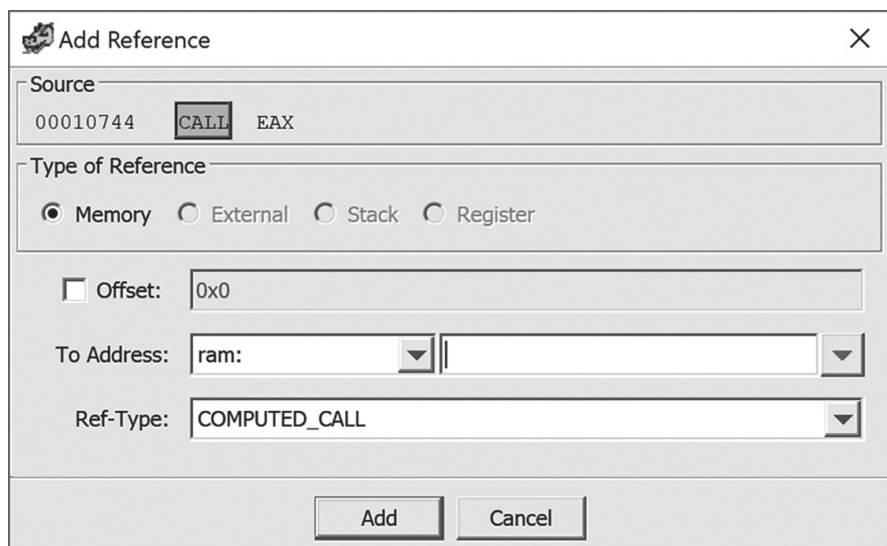 Add Reference
Source
00010744 CALL EAX
Type of Reference
Memory External Stack Register
Offset: 0x0
To Address: ram:
Ref-Type: COMPUTED_CALL
Add Cancel